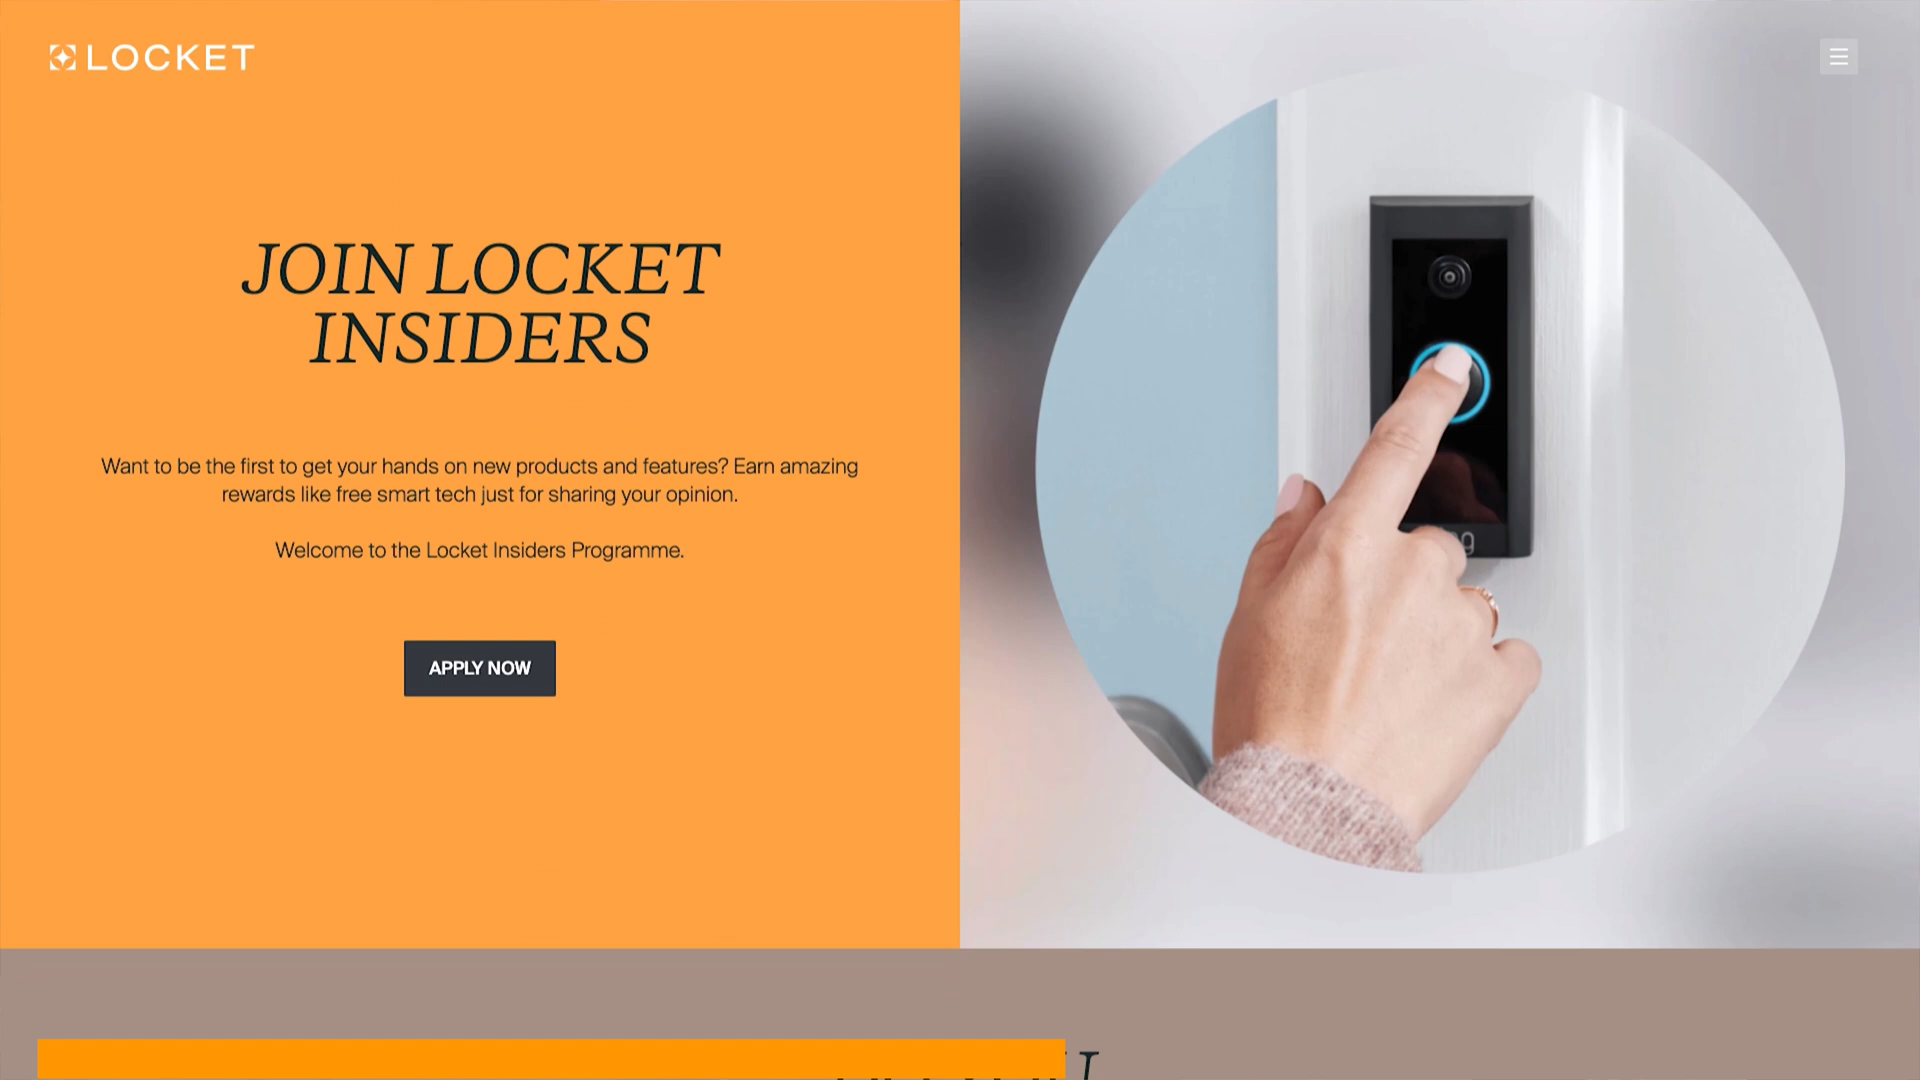 LOCKET
JOIN LOCKET
INSIDERS
Want to be the first to get your hands on new products and features? Earn amazing
rewards like free smart tech just for sharing your opinion.
Welcome to the Locket Insiders Programme.
APPLY NOW